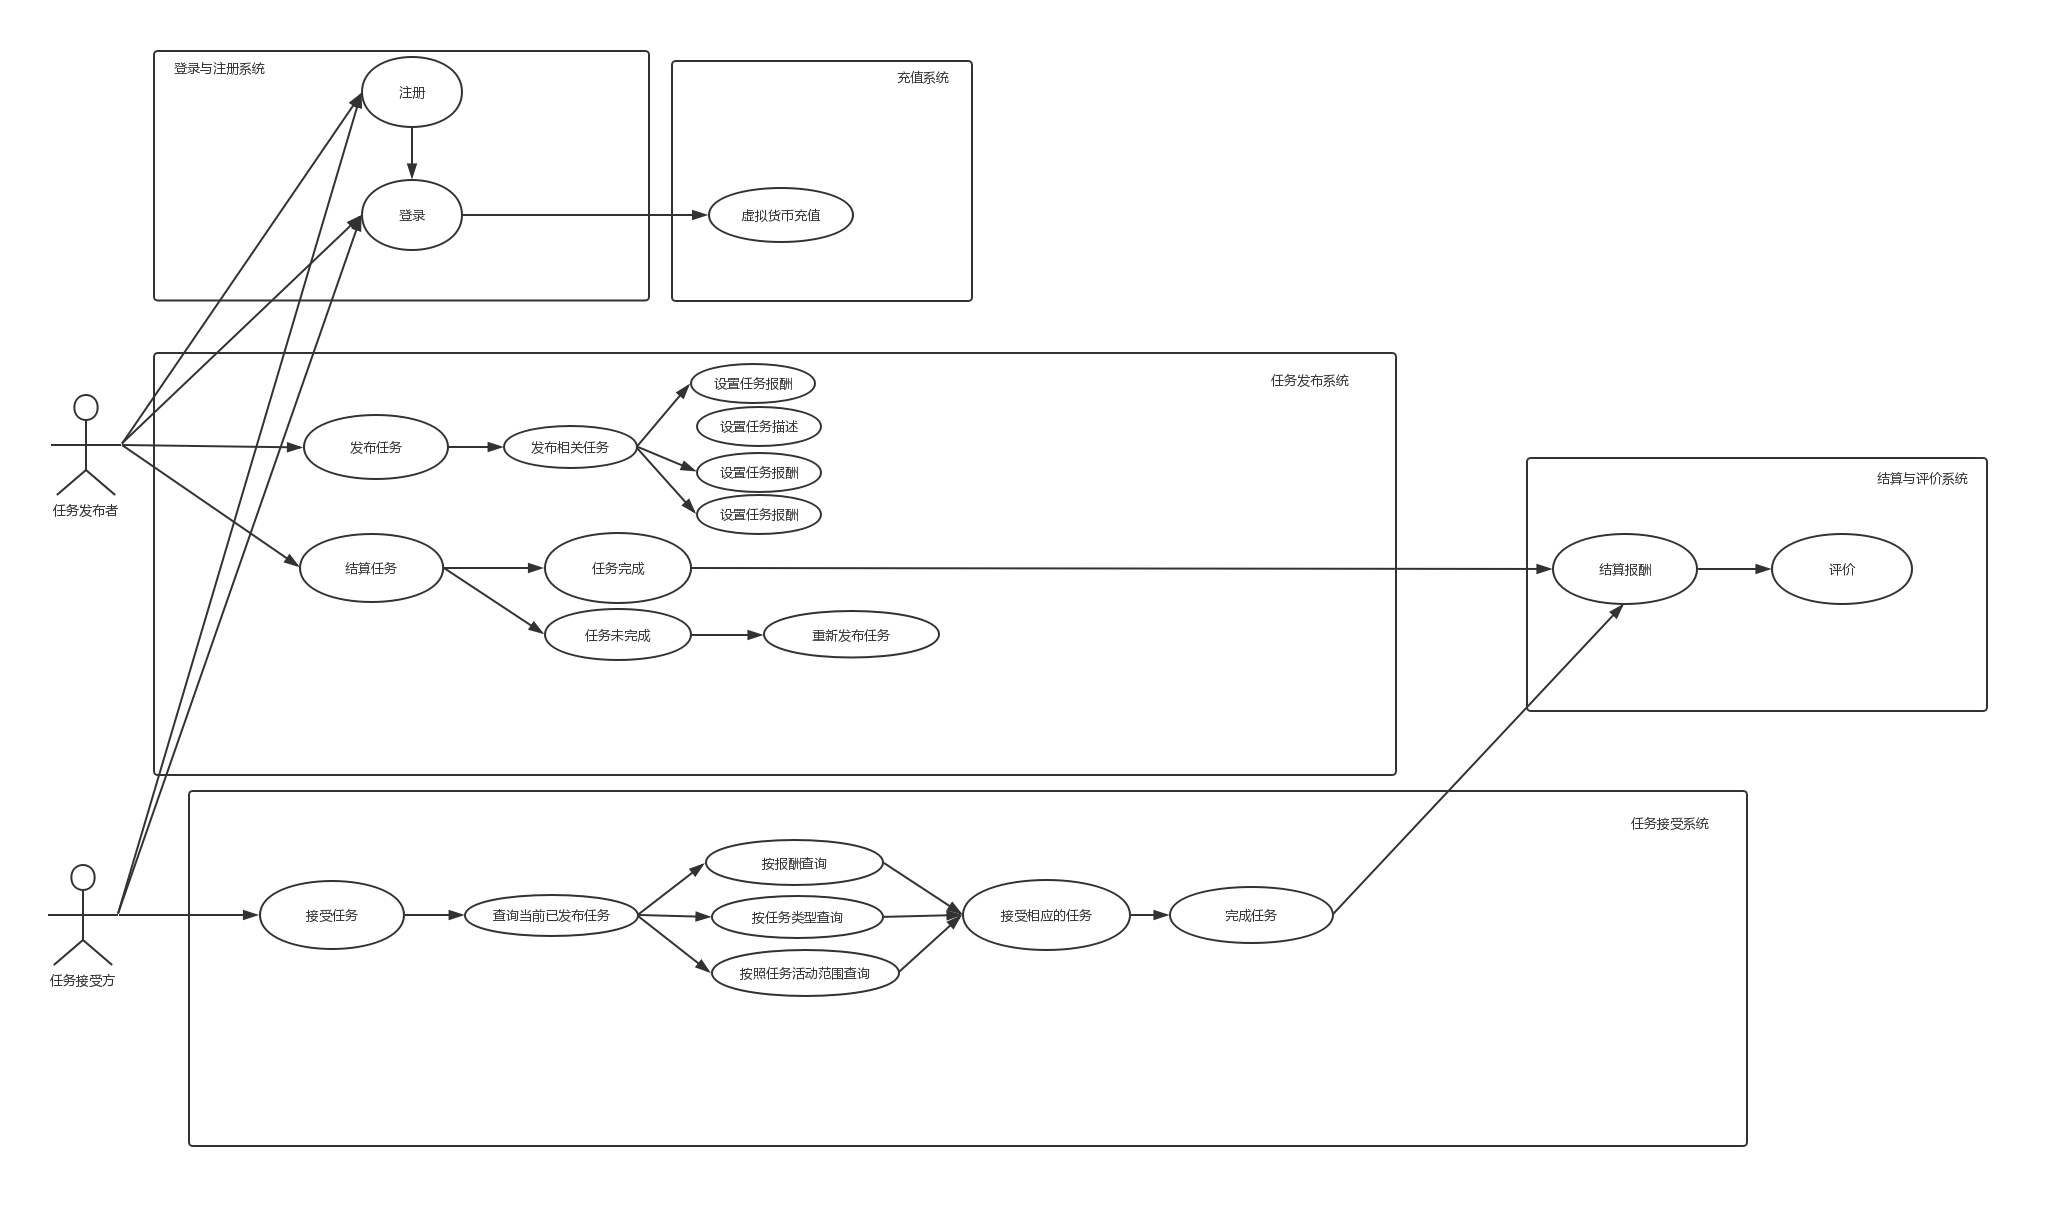 登录与注册系统
注册
登录
充值系统
虚拟货币充值
任务发布者
任务发布系统
发布任务
发布相关任务
设置任务报酬
设置任务描述
设置任务报酬
设置任务报酬
结算任务
任务完成
任务未完成
重新发布任务
结算与评价系统
结算报酬
评价
任务接受方
任务接受系统
接受任务
查询当前已发布任务
按报酬查询
按任务类型查询
按照任务活动范围查询
接受相应的任务
完成任务